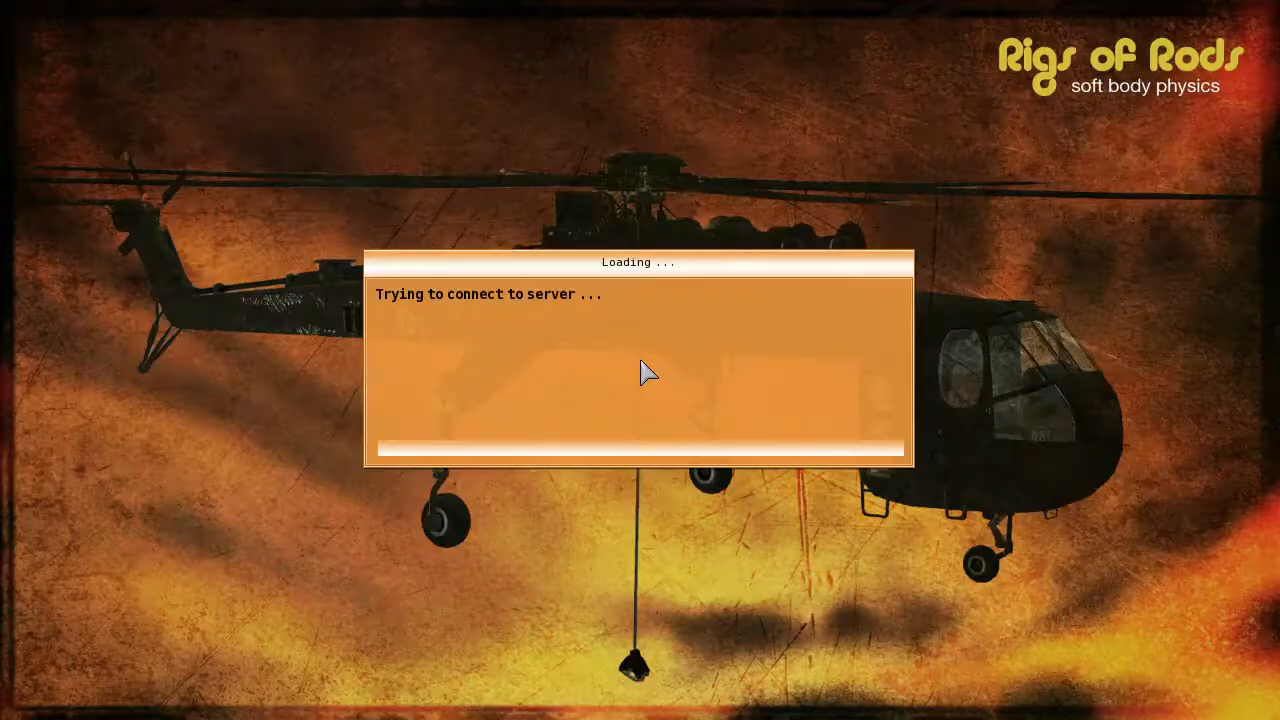 Rigs of Rods
soft body physics
Loading ...
Trying to connect to server ...